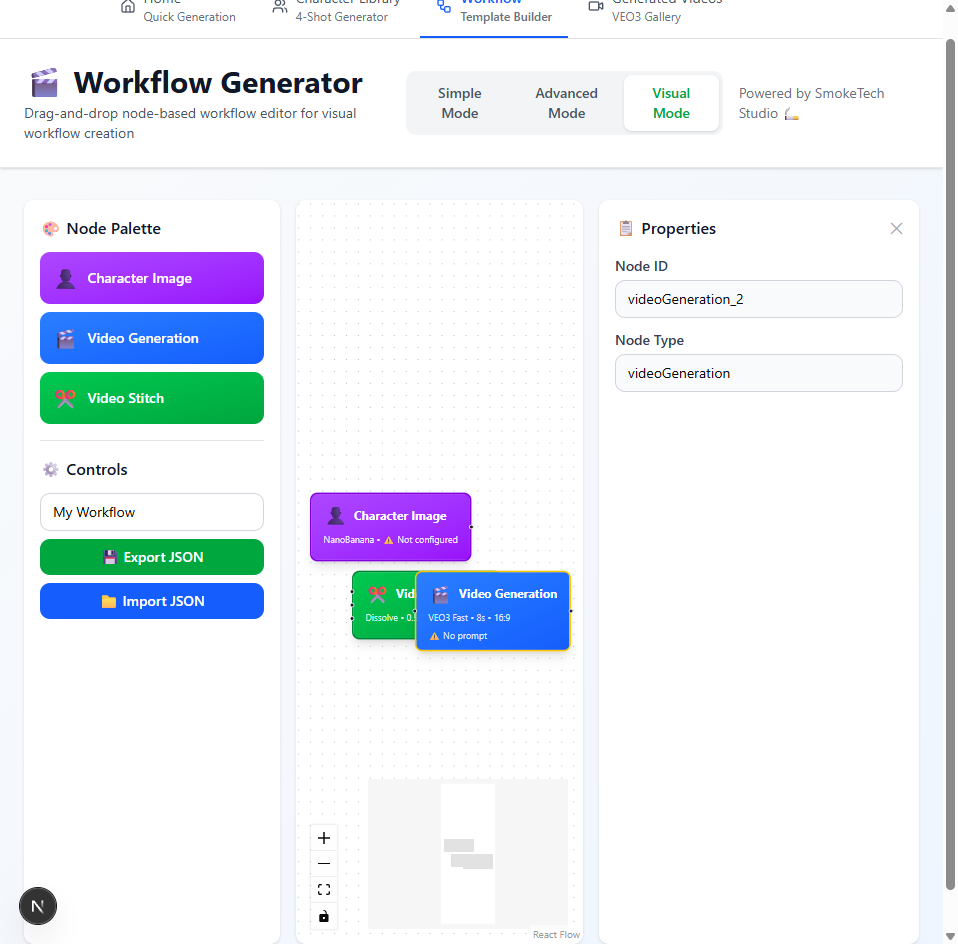 Home
Quick Generation
Character Library
4-Shot Generator
Workflow
Template Builder
Generated Videos
VEO3 Gallery
Workflow Generator
Drag-and-drop node-based workflow editor for visual
workflow creation
Simple
Mode
Advanced
Mode
Visual
Mode
Powered by SmokeTech
Studio
Node Palette
Character Image
Video Generation
Video Stitch
Controls
My Workflow
Export JSON
Import JSON
Character Image
NanoBanana • ⚠ Not configured
Vid
Dissolve • 0.
Video Generation
VEO3 Fast • 8s • 16:9
⚠ No prompt
React Flow
Properties
Node ID
videoGeneration_2
Node Type
videoGeneration
N